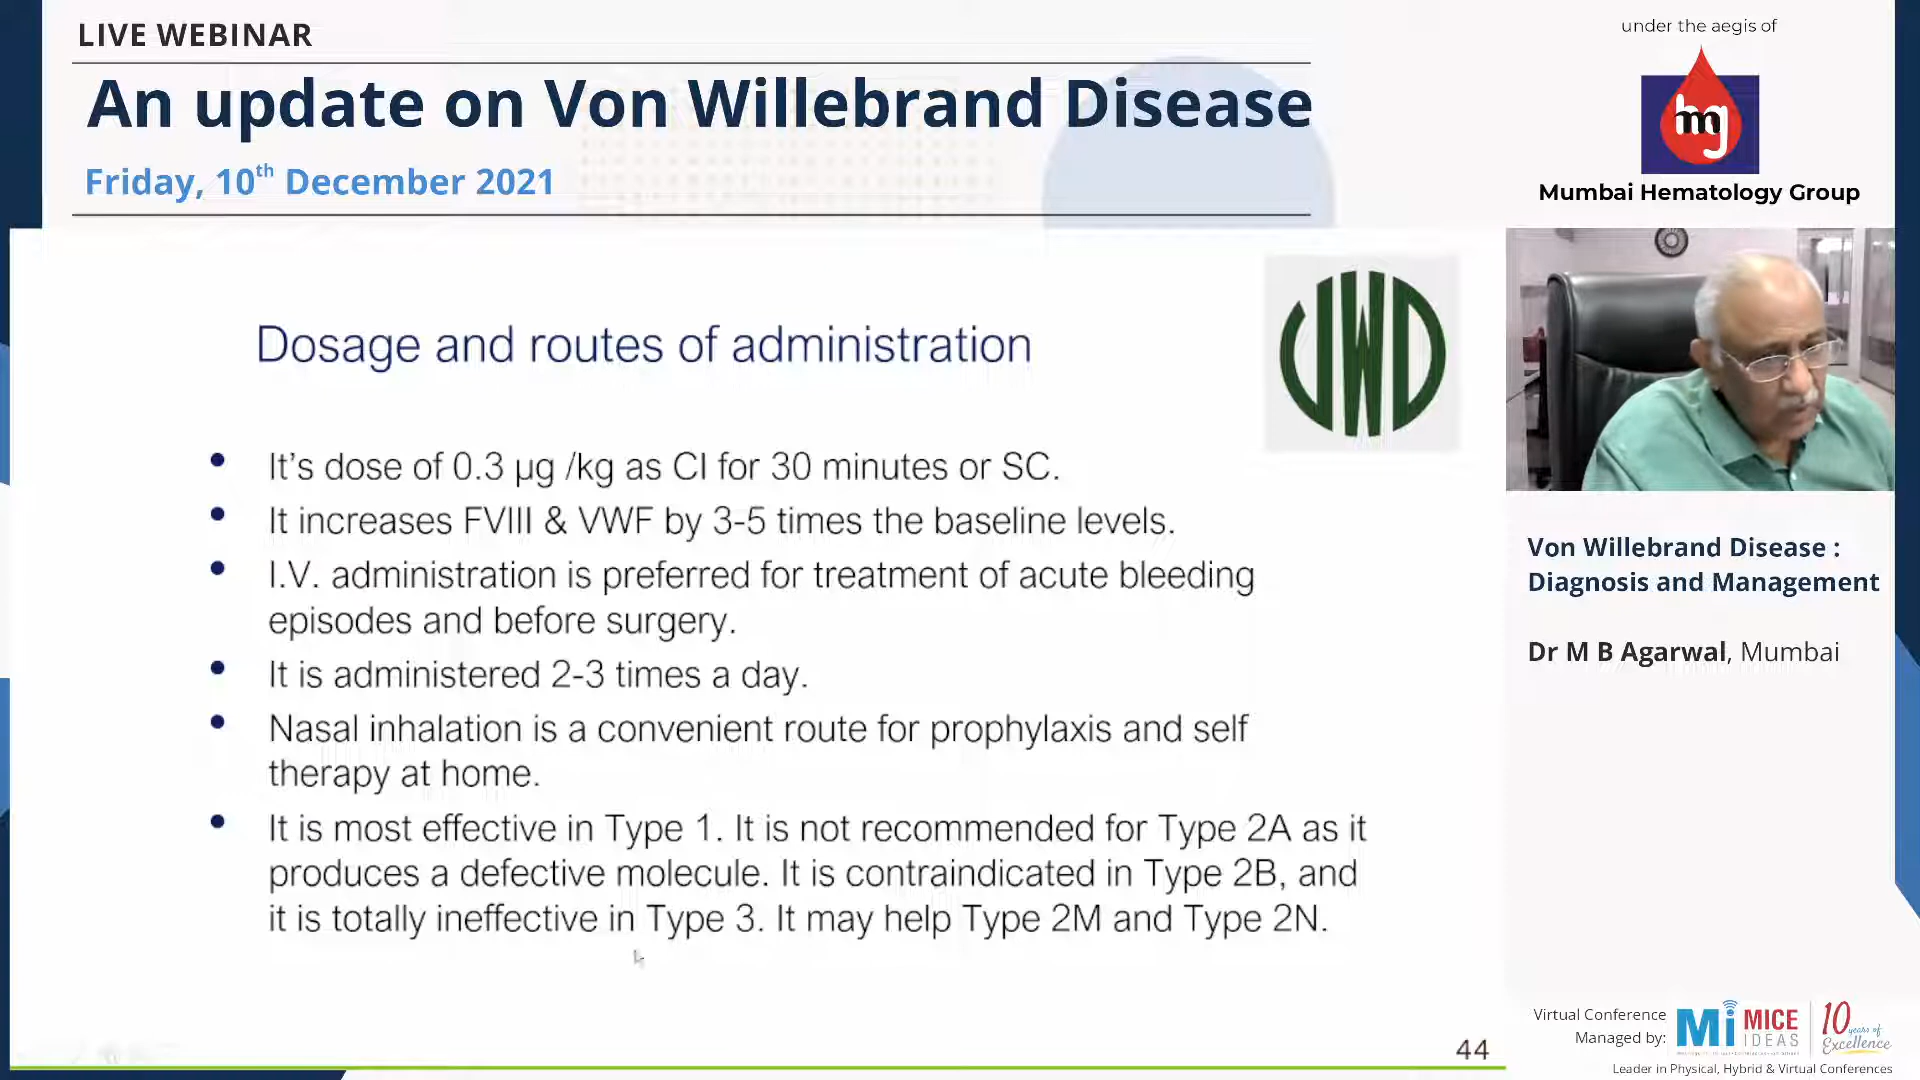 LIVE WEBINAR
An update on Von Willebrand Disease
Friday, 10th December 2021
under the aegis of
hmg
Mumbai Hematology Group
VWD
Dosage and routes of administration
• It's dose of 0.3 µg /kg as CI for 30 minutes or SC.
• It increases FVIII & VWF by 3-5 times the baseline levels.
• I.V. administration is preferred for treatment of acute bleeding
episodes and before surgery.
• It is administered 2-3 times a day.
• Nasal inhalation is a convenient route for prophylaxis and self
therapy at home.
• It is most effective in Type 1. It is not recommended for Type 2A as it
produces a defective molecule. It is contraindicated in Type 2B, and
it is totally ineffective in Type 3. It may help Type 2M and Type 2N.
44
Von Willebrand Disease :
Diagnosis and Management
Dr M B Agarwal, Mumbai
Virtual Conference
Managed by:
Mi MICE
IDEAS
10
years of
Excellence
Leader in Physical, Hybrid & Virtual Conferences